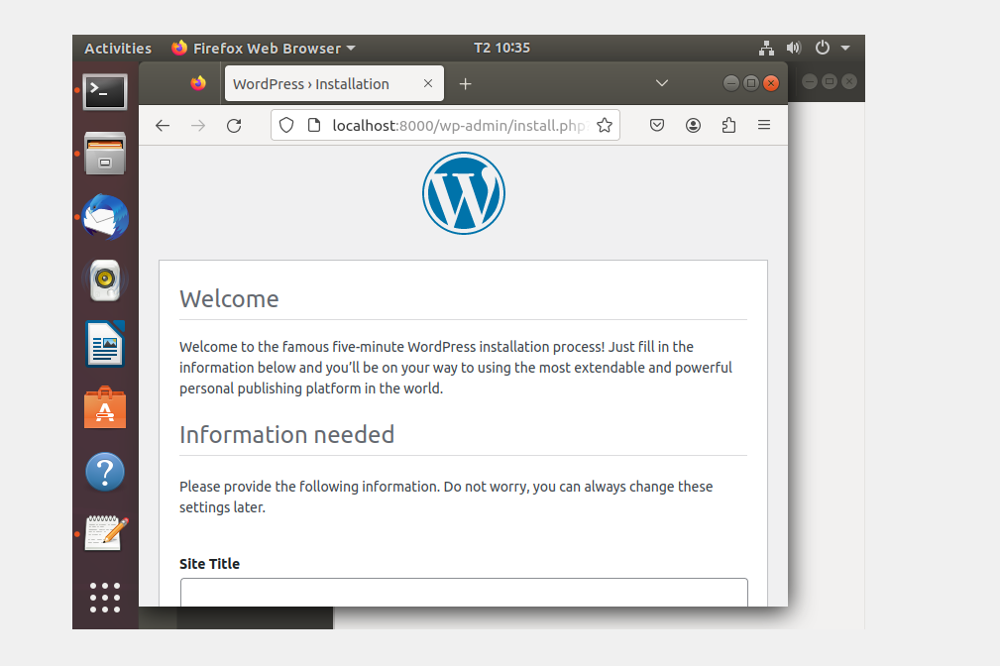 Activities Firefox Web Browser T2 10:35
WordPress › Installation
localhost:8000/wp-admin/install.php
Welcome
Welcome to the famous five-minute WordPress installation process! Just fill in the
information below and you’ll be on your way to using the most extendable and powerful
personal publishing platform in the world.
Information needed
Please provide the following information. Do not worry, you can always change these
settings later.
Site Title